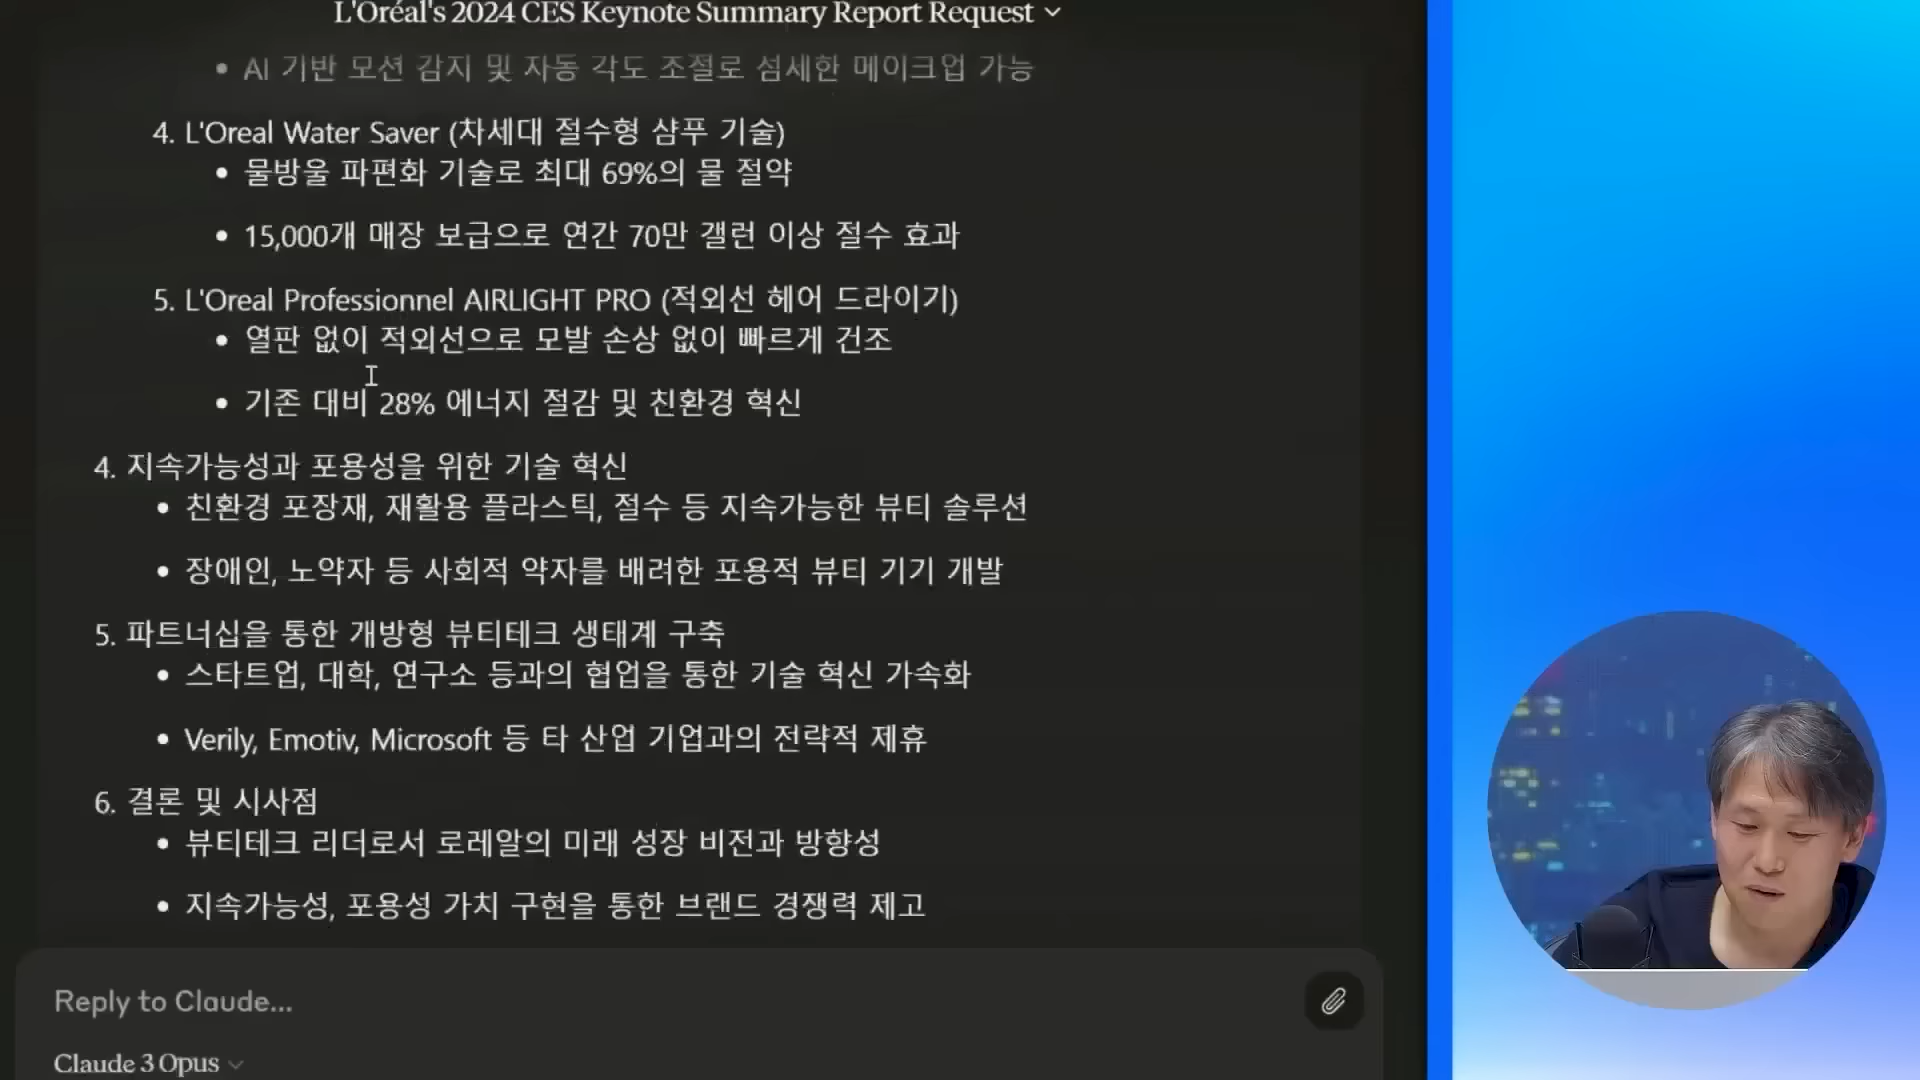 L'Oréal's 2024 CES Keynote Summary Report Request
• AI 기반 모션 감지 및 자동 각도 조절로 섬세한 메이크업 가능
4. L'Oreal Water Saver (차세대 절수형 샴푸 기술)
• 물방울 파편화 기술로 최대 69%의 물 절약
• 15,000개 매장 보급으로 연간 70만 갤런 이상 절수 효과
5. L'Oreal Professionnel AIRLIGHT PRO (적외선 헤어 드라이기)
• 열판 없이 적외선으로 모발 손상 없이 빠르게 건조
• 기존 대비 28% 에너지 절감 및 친환경 혁신
4. 지속가능성과 포용성을 위한 기술 혁신
• 친환경 포장재, 재활용 플라스틱, 절수 등 지속가능한 뷰티 솔루션
• 장애인, 노약자 등 사회적 약자를 배려한 포용적 뷰티 기기 개발
5. 파트너십을 통한 개방형 뷰티테크 생태계 구축
• 스타트업, 대학, 연구소 등과의 협업을 통한 기술 혁신 가속화
• Verily, Emotiv, Microsoft 등 타 산업 기업과의 전략적 제휴
6. 결론 및 시사점
• 뷰티테크 리더로서 로레알의 미래 성장 비전과 방향성
• 지속가능성, 포용성 가치 구현을 통한 브랜드 경쟁력 제고
Reply to Claude...
Claude 3 Opus